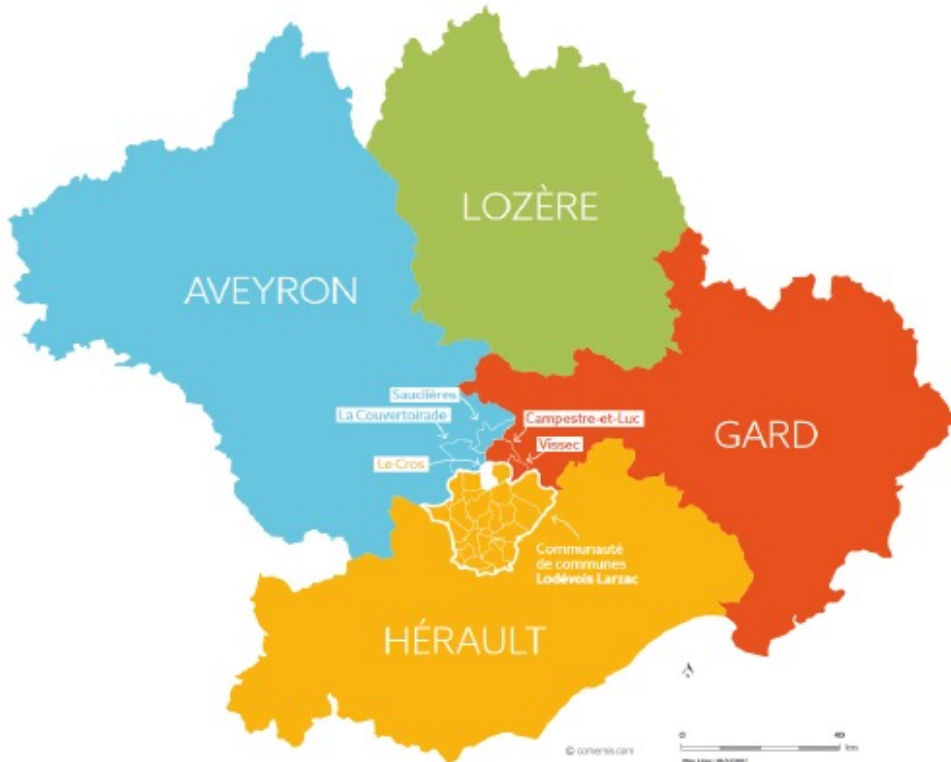 LOZÈRE
AVEYRON
Sauclières
La Couvertoirade
Campestre-et-Luc
Vissec
GARD
Le Cros
Communauté
de communes
Lodévois Larzac
HÉRAULT
0
40
km
© comersis.com